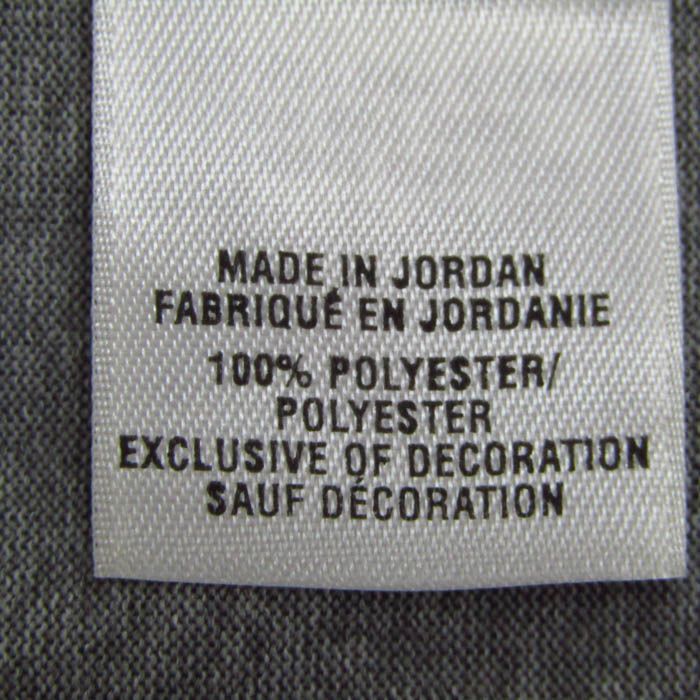 MADE IN JORDAN
FABRIQUÉ EN JORDANIE
100% POLYESTER/
POLYESTER
EXCLUSIVE OF DECORATION
SAUF DÉCORATION